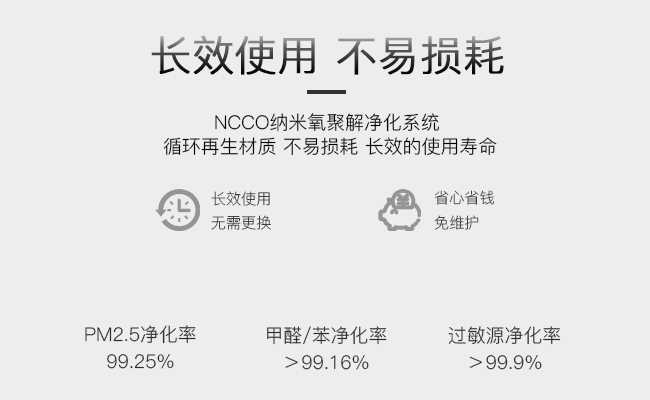 长效使用 不易损耗
NCCO纳米氧聚解净化系统
循环再生材质 不易损耗 长效的使用寿命
长效使用
无需更换
省心省钱
免维护
PM2.5净化率
99.25%
甲醛/苯净化率
＞99.16%
过敏源净化率
＞99.9%